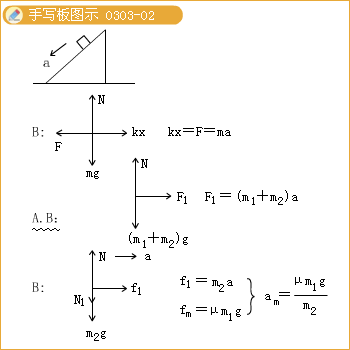 手写板图示 0303-02
a
N
B: F kx kx=F=ma
mg
N
F₁ F₁=(m₁+m₂)a
A.B:
(m₁+m₂)g
N a
B: f₁ f₁=m₂a
N₁ fm=μm₁g } am=μm₁g/m₂
m₂g